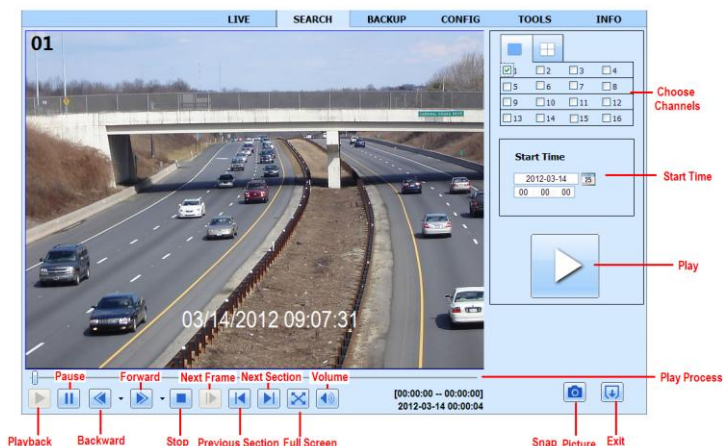 LIVE SEARCH BACKUP CONFIG TOOLS INFO
01
1 2 3 4
5 6 7 8
9 10 11 12
13 14 15 16
Choose
Channels
Start Time
2012-03-14 25
00 00 00
Start Time
Play
03/14/2012 09:07:31
Play Process
Pause Forward Next Frame Next Section Volume
[00:00:00 -- 00:00:00]
2012-03-14 00:00:04
Playback Backward Stop Previous Section Full Screen Snap Picture Exit